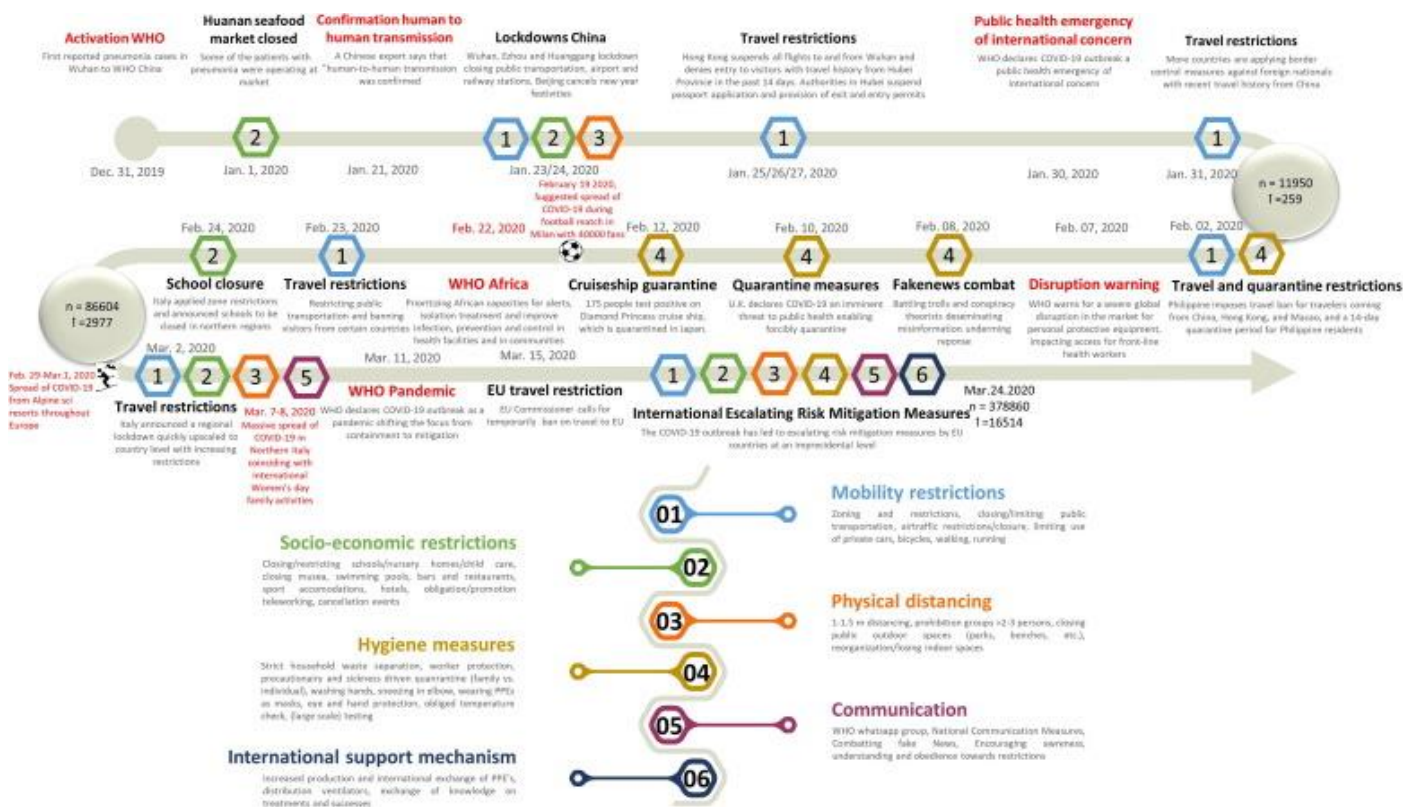 Activation WHO
First reported pneumonia cases in
Wuhan to WHO China
Huanan seafood
market closed
Some of the patients with
pneumonia were operating at
market
Confirmation human to
human transmission
A Chinese expert says that
"human-to-human transmission
was confirmed
Lockdowns China
Wuhan, Ezhou and Huanggang lockdown
closing public transportation, airport and
railway stations, Beijing cancels new year
festivities
Travel restrictions
Hong Kong suspends all flights to and from Wuhan and
denies entry to visitors with travel history from Hubei
Province in the past 14 days. Authorities in Hubei suspend
passport application and provision of exit and entry permits
Public health emergency
of international concern
WHO declares COVID-19 outbreak a
public health emergency of
international concern
Travel restrictions
More countries are applying border
control measures against foreign nationals
with recent travel history from China
2
1
2
3
1
1
Dec. 31, 2019
Jan. 1, 2020
Jan. 21, 2020
Jan. 23/24, 2020
Jan. 25/26/27, 2020
Jan. 30, 2020
Jan. 31, 2020
n = 11950
f =259
February 19 2020,
Suggested spread of
COVID-19 during
football match in
Milan with 40000 fans
Feb. 24, 2020
Feb. 23, 2020
Feb. 22, 2020
Feb. 12, 2020
Feb. 10, 2020
Feb. 08, 2020
Feb. 07, 2020
Feb. 02, 2020
2
1
4
4
4
1
4
n = 86604
f =2977
School closure
Italy applied zone restrictions
and announced schools to be
closed in northern regions
Travel restrictions
Restricting public
transportation and banning
visitors from certain countries
WHO Africa
Prioritizing African capacities for alerts,
isolation treatment and improve
infection, prevention and control in
health facilities and in communities
Cruiseship guarantine
175 people test positive on
Diamond Princess cruise ship,
which is quarantined in Japan.
Quarantine measures
U.K. declares COVID-19 an imminent
threat to public health enabling
forcibly quarantine
Fakenews combat
Battling trolls and conspiracy
theorists deseminating
misinformation underming
reponse
Disruption warning
WHO warns for a severe global
disruption in the market for
personal protective equipment,
impacting access for front-line
health workers
Travel and quarantine restrictions
Philippine imposes travel ban for travelers coming
from China, Hong Kong, and Macao, and a 14-day
quarantine period for Philippine residents
Feb. 29-Mar.1, 2020
Spread of COVID-19
from Alpine sci
resorts throughout
Europe
Mar. 2, 2020
Mar. 11, 2020
Mar. 15, 2020
1
2
3
5
1
2
3
4
5
6
Travel restrictions
Italy announced a regional
lockdown quickly upscaled to
country level with increasing
restrictions
Mar. 7-8, 2020
Massive spread of
COVID-19 in
Northern Italy
coinciding with
international
Women's day
family activities
WHO Pandemic
WHO declares COVID-19 outbreak as a
pandemic shifting the focus from
containment to mitigation
EU travel restriction
EU Commissioner calls for
temporarily ban on travel to EU
International Escalating Risk Mitigation Measures
The COVID-19 outbreak has led to escalating risk mitigation measures by EU
countries at an imprecidental level
Mar.24.2020
n = 378860
f =16514
01
Mobility restrictions
Zoning and restrictions, closing/limiting public
transportation, airtraffic restrictions/closure, limiting use
of private cars, bicycles, walking, running
Socio-economic restrictions
Closing/restricting schools/nursery homes/child care,
closing musea, swimming pools, bars and restaurants,
sport accomodations, hotels, obligation/promotion
teleworking, cancellation events
02
03
Physical distancing
1-1.5 m distancing, prohibition groups >2-3 persons, closing
public outdoor spaces (parks, benches, etc.),
reorganization/losing indoor spaces
Hygiene measures
Strict household waste separation, worker protection,
precautionary and sickness driven quanrantine (family vs.
individual), washing hands, sneezing in elbow, wearing PPEs
as masks, eye and hand protection, obliged temperature
check, (large scale) testing
04
05
Communication
WHO whatsapp group, National Communication Measures,
Combatting fake News, Encouraging awreness,
understanding and obedience towards restrictions
International support mechanism
Increased production and international exchange of PPE's,
distribution ventilators, exchange of knowledge on
treatments and successes
06